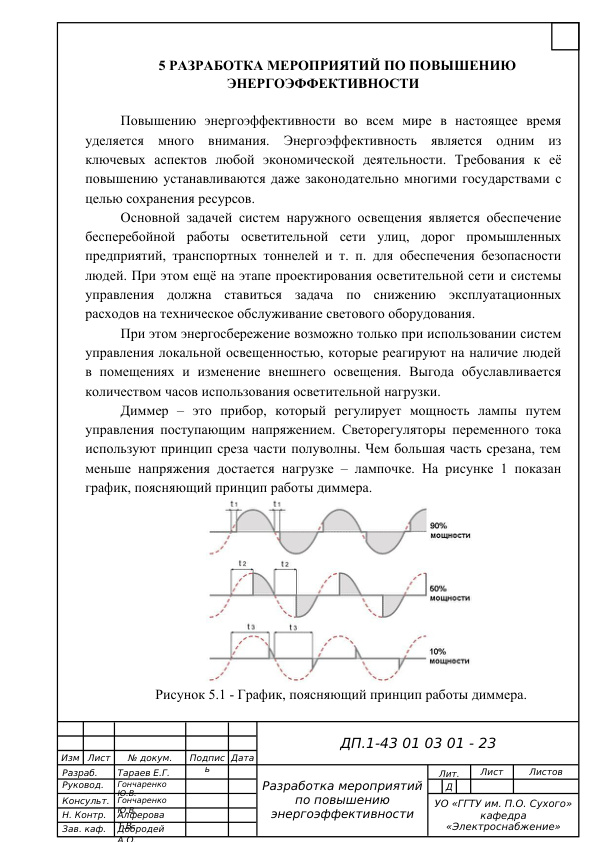 5 РАЗРАБОТКА МЕРОПРИЯТИЙ ПО ПОВЫШЕНИЮ
ЭНЕРГОЭФФЕКТИВНОСТИ
Повышению энергоэффективности во всем мире в настоящее время
уделяется много внимания. Энергоэффективность является одним из
ключевых аспектов любой экономической деятельности. Требования к её
повышению устанавливаются даже законодательно многими государствами с
целью сохранения ресурсов.
Основной задачей систем наружного освещения является обеспечение
бесперебойной работы осветительной сети улиц, дорог промышленных
предприятий, транспортных тоннелей и т. п. для обеспечения безопасности
людей. При этом ещё на этапе проектирования осветительной сети и системы
управления должна ставиться задача по снижению эксплуатационных
расходов на техническое обслуживание светового оборудования.
При этом энергосбережение возможно только при использовании систем
управления локальной освещенностью, которые реагируют на наличие людей
в помещениях и изменение внешнего освещения. Выгода обуславливается
количеством часов использования осветительной нагрузки.
Диммер – это прибор, который регулирует мощность лампы путем
управления поступающим напряжением. Светорегуляторы переменного тока
используют принцип среза части полуволны. Чем большая часть срезана, тем
меньше напряжения достается нагрузке – лампочке. На рисунке 1 показан
график, поясняющий принцип работы диммера.
t1 t1
90%
мощности
t2 t2
50%
мощности
t3 t3
10%
мощности
Рисунок 5.1 - График, поясняющий принцип работы диммера.
ДП.1-43 01 03 01 - 23
Изм Лист № докум. Подпись Дата
Разраб. Тараев Е.Г.
Руковод. Гончаренко Ю.В.
Консульт. Гончаренко Ю.В.
Н. Контр. Алферова
Зав. каф. Добродей А.О.
Разработка мероприятий
по повышению
энергоэффективности
Лит. Лист Листов
Д
УО «ГГТУ им. П.О. Сухого»
кафедра
«Электроснабжение»